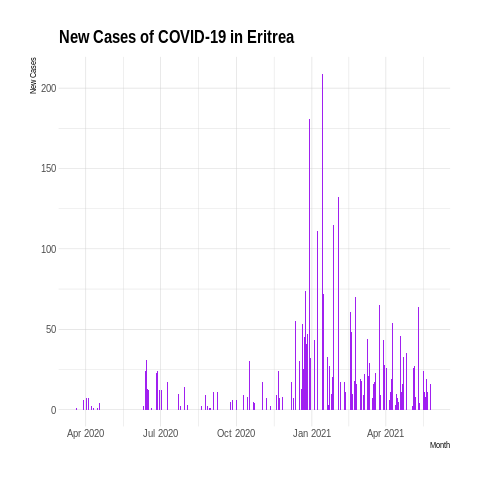 New Cases of COVID-19 in Eritrea
New Cases
200
150
100
50
0
Apr 2020 Jul 2020 Oct 2020 Jan 2021 Apr 2021
Month